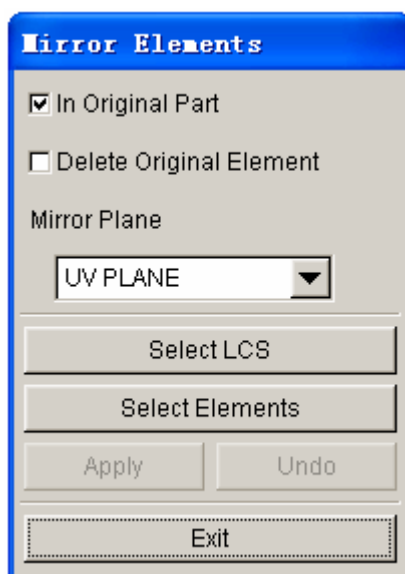 Mirror Elements
In Original Part
Delete Original Element
Mirror Plane
UV PLANE
Select LCS
Select Elements
Apply Undo
Exit